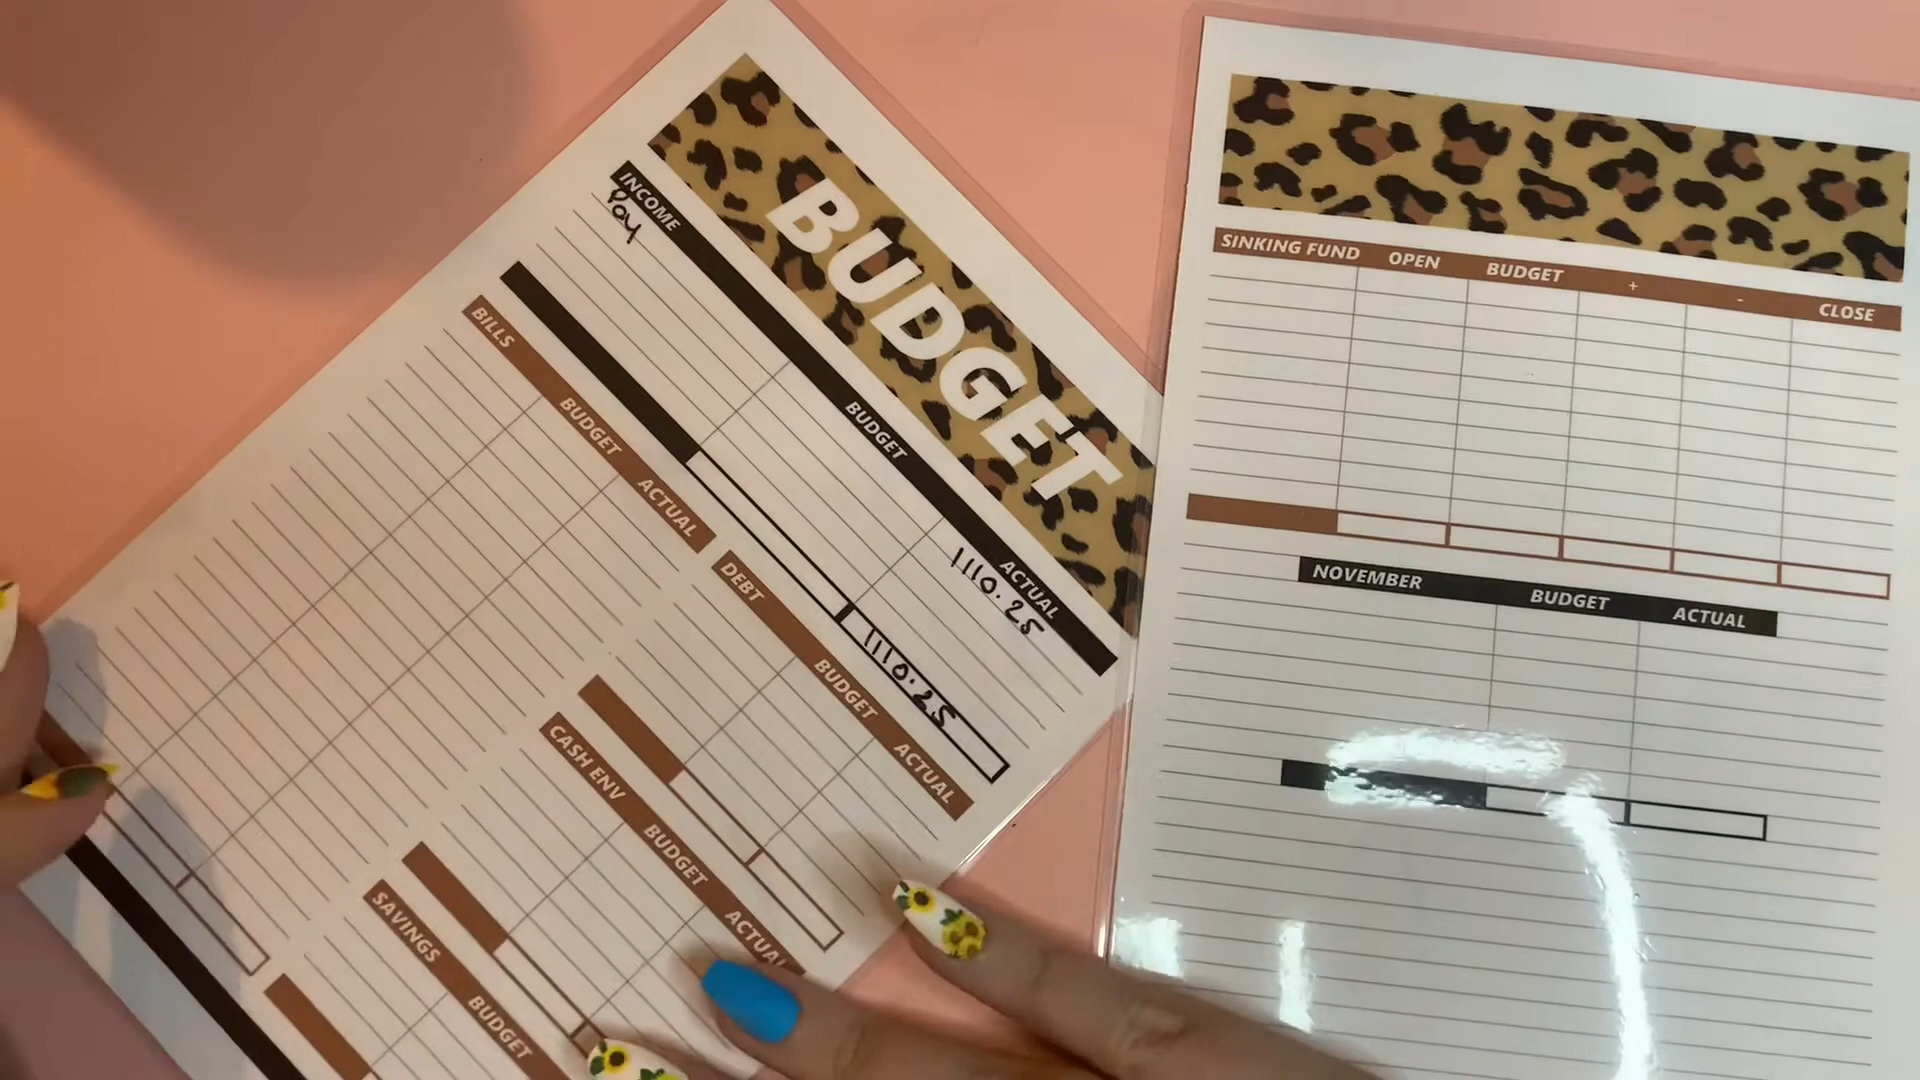 BUDGET
INCOME BUDGET ACTUAL
Pay 1110.25
1110.25
BILLS BUDGET ACTUAL
DEBT BUDGET ACTUAL
CASH ENV BUDGET ACTUAL
SAVINGS BUDGET
SINKING FUND OPEN BUDGET + - CLOSE
NOVEMBER BUDGET ACTUAL